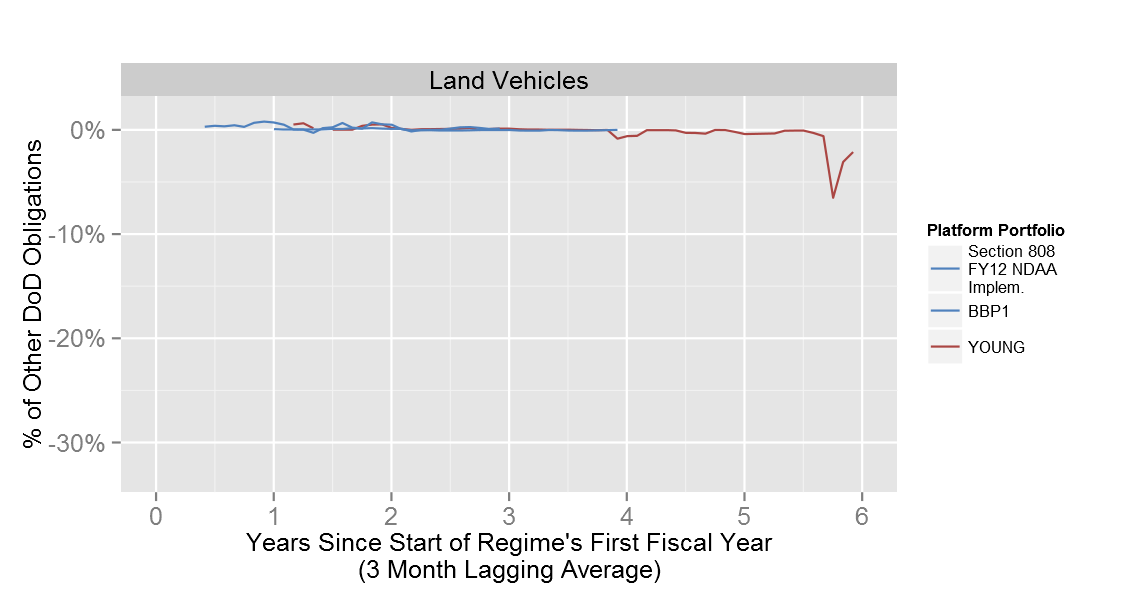 Land Vehicles
% of Other DoD Obligations
0%
-10%
-20%
-30%
0 1 2 3 4 5 6
Years Since Start of Regime's First Fiscal Year
(3 Month Lagging Average)
Platform Portfolio
Section 808
FY12 NDAA
Implem.
BBP1
YOUNG